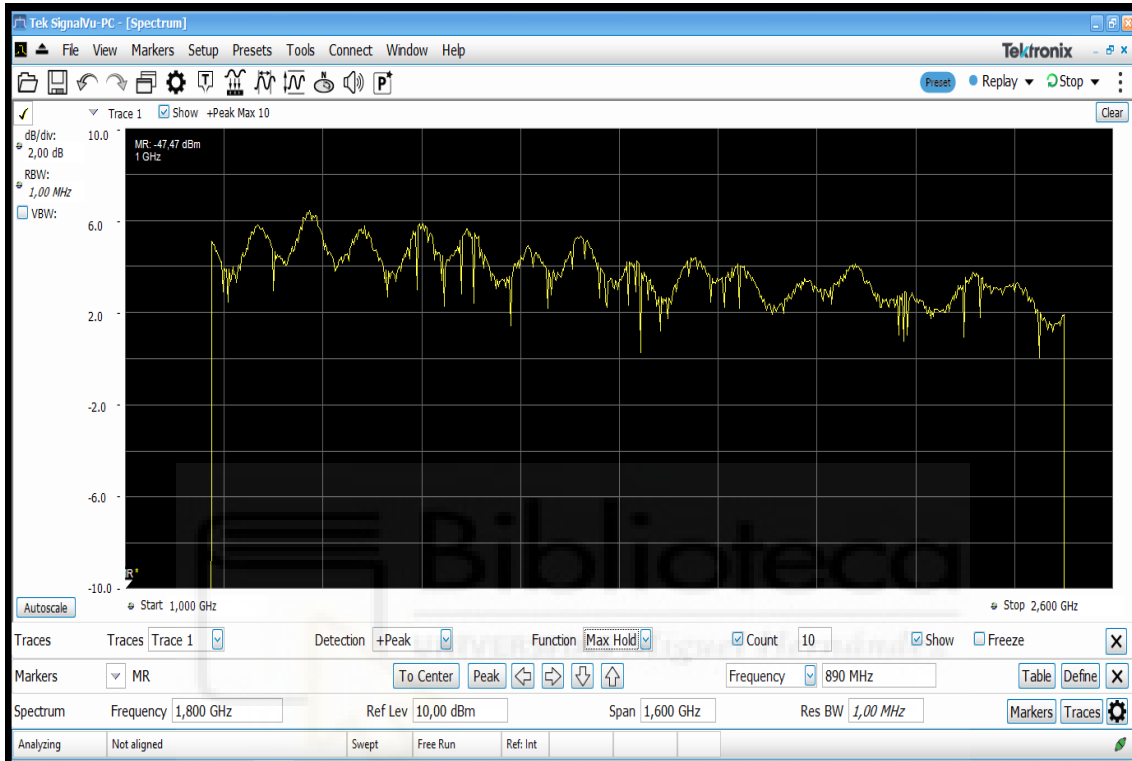 Tek SignalVu-PC - [Spectrum]
File View Markers Setup Presets Tools Connect Window Help
Tektronix
Preset Replay Stop
Trace 1 Show +Peak Max 10 Clear
dB/div:
2,00 dB
RBW:
1,00 MHz
VBW:
10.0
MR: -47,47 dBm
1 GHz
6.0
2.0
-2.0
-6.0
-10.0
Biblioteca
Autoscale Start 1,000 GHz Stop 2,600 GHz
UNIVERSITAS Miguel Hernández
Traces Traces Trace 1 Detection +Peak Function Max Hold Count 10 Show Freeze X
Markers MR To Center Peak Frequency 890 MHz Table Define X
Spectrum Frequency 1,800 GHz Ref Lev 10,00 dBm Span 1,600 GHz Res BW 1,00 MHz Markers Traces
Analyzing Not aligned Swept Free Run Ref: Int